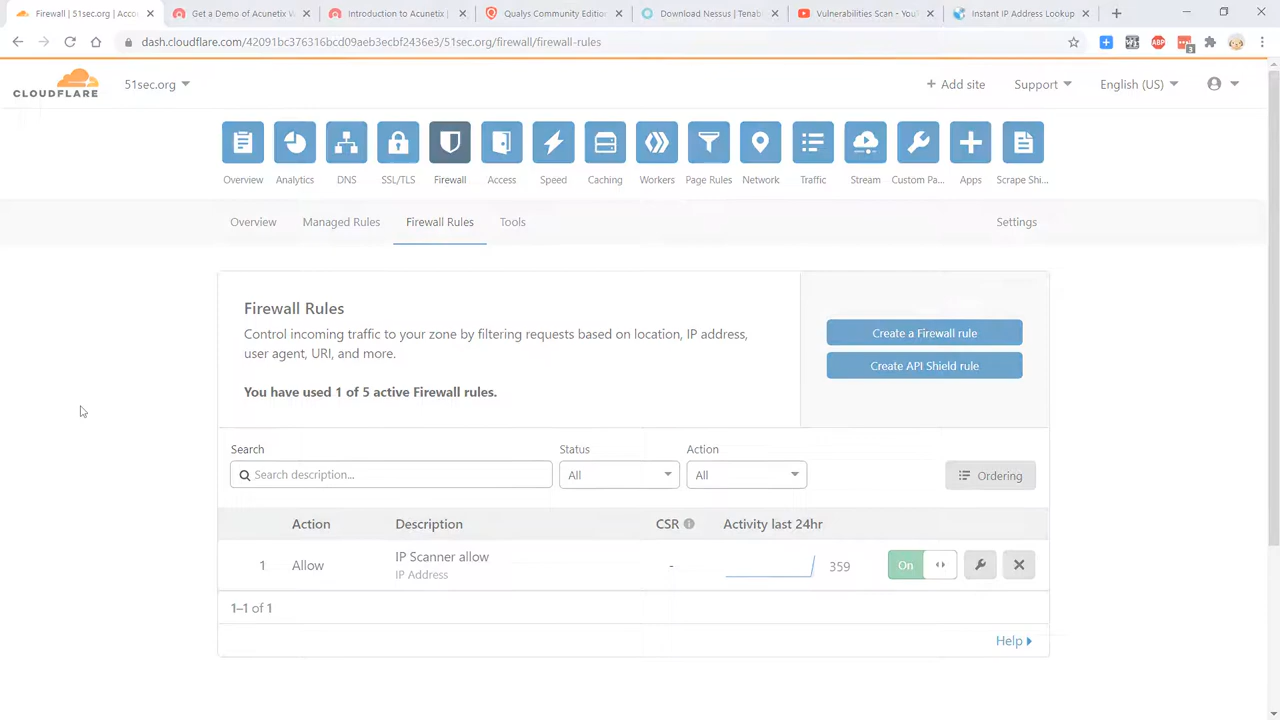 Firewall | 51sec.org | Acco
Get a Demo of Acunetix W
Introduction to Acunetix
Qualys Community Edition
Download Nessus | Tenab
Vulnerabilities Scan - YouT
Instant IP Address Lookup
dash.cloudflare.com/42091bc376316bcd09aeb3ecbf2436e3/51sec.org/firewall/firewall-rules
ABP
3
CLOUDFLARE
51sec.org
+ Add site
Support
English (US)
Overview
Analytics
DNS
SSL/TLS
Firewall
Access
Speed
Caching
Workers
Page Rules
Network
Traffic
Stream
Custom Pa...
Apps
Scrape Shi...
Overview
Managed Rules
Firewall Rules
Tools
Settings
Firewall Rules
Control incoming traffic to your zone by filtering requests based on location, IP address,
user agent, URI, and more.
You have used 1 of 5 active Firewall rules.
Create a Firewall rule
Create API Shield rule
Search
Status
Action
Search description...
All
All
Ordering
Action
Description
CSR
Activity last 24hr
1
Allow
IP Scanner allow
IP Address
-
359
On
1–1 of 1
Help